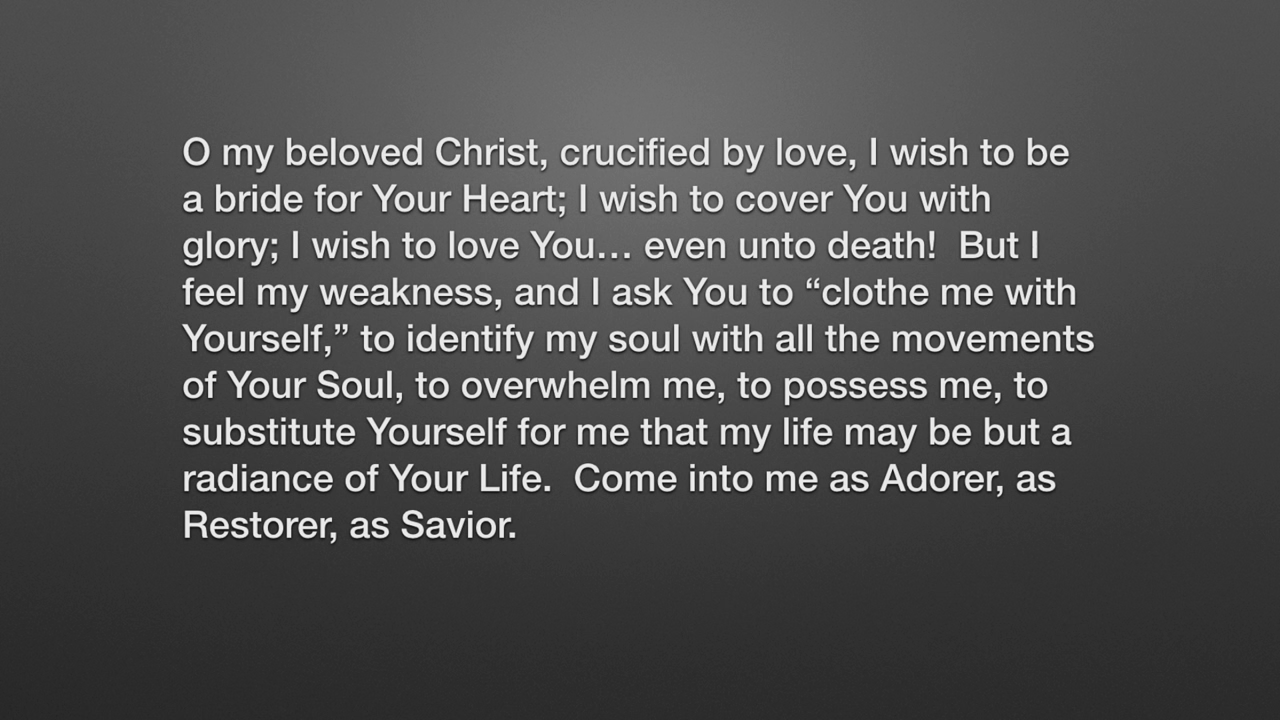 O my beloved Christ, crucified by love, I wish to be
a bride for Your Heart; I wish to cover You with
glory; I wish to love You… even unto death!  But I
feel my weakness, and I ask You to “clothe me with
Yourself,” to identify my soul with all the movements
of Your Soul, to overwhelm me, to possess me, to
substitute Yourself for me that my life may be but a
radiance of Your Life.  Come into me as Adorer, as
Restorer, as Savior.